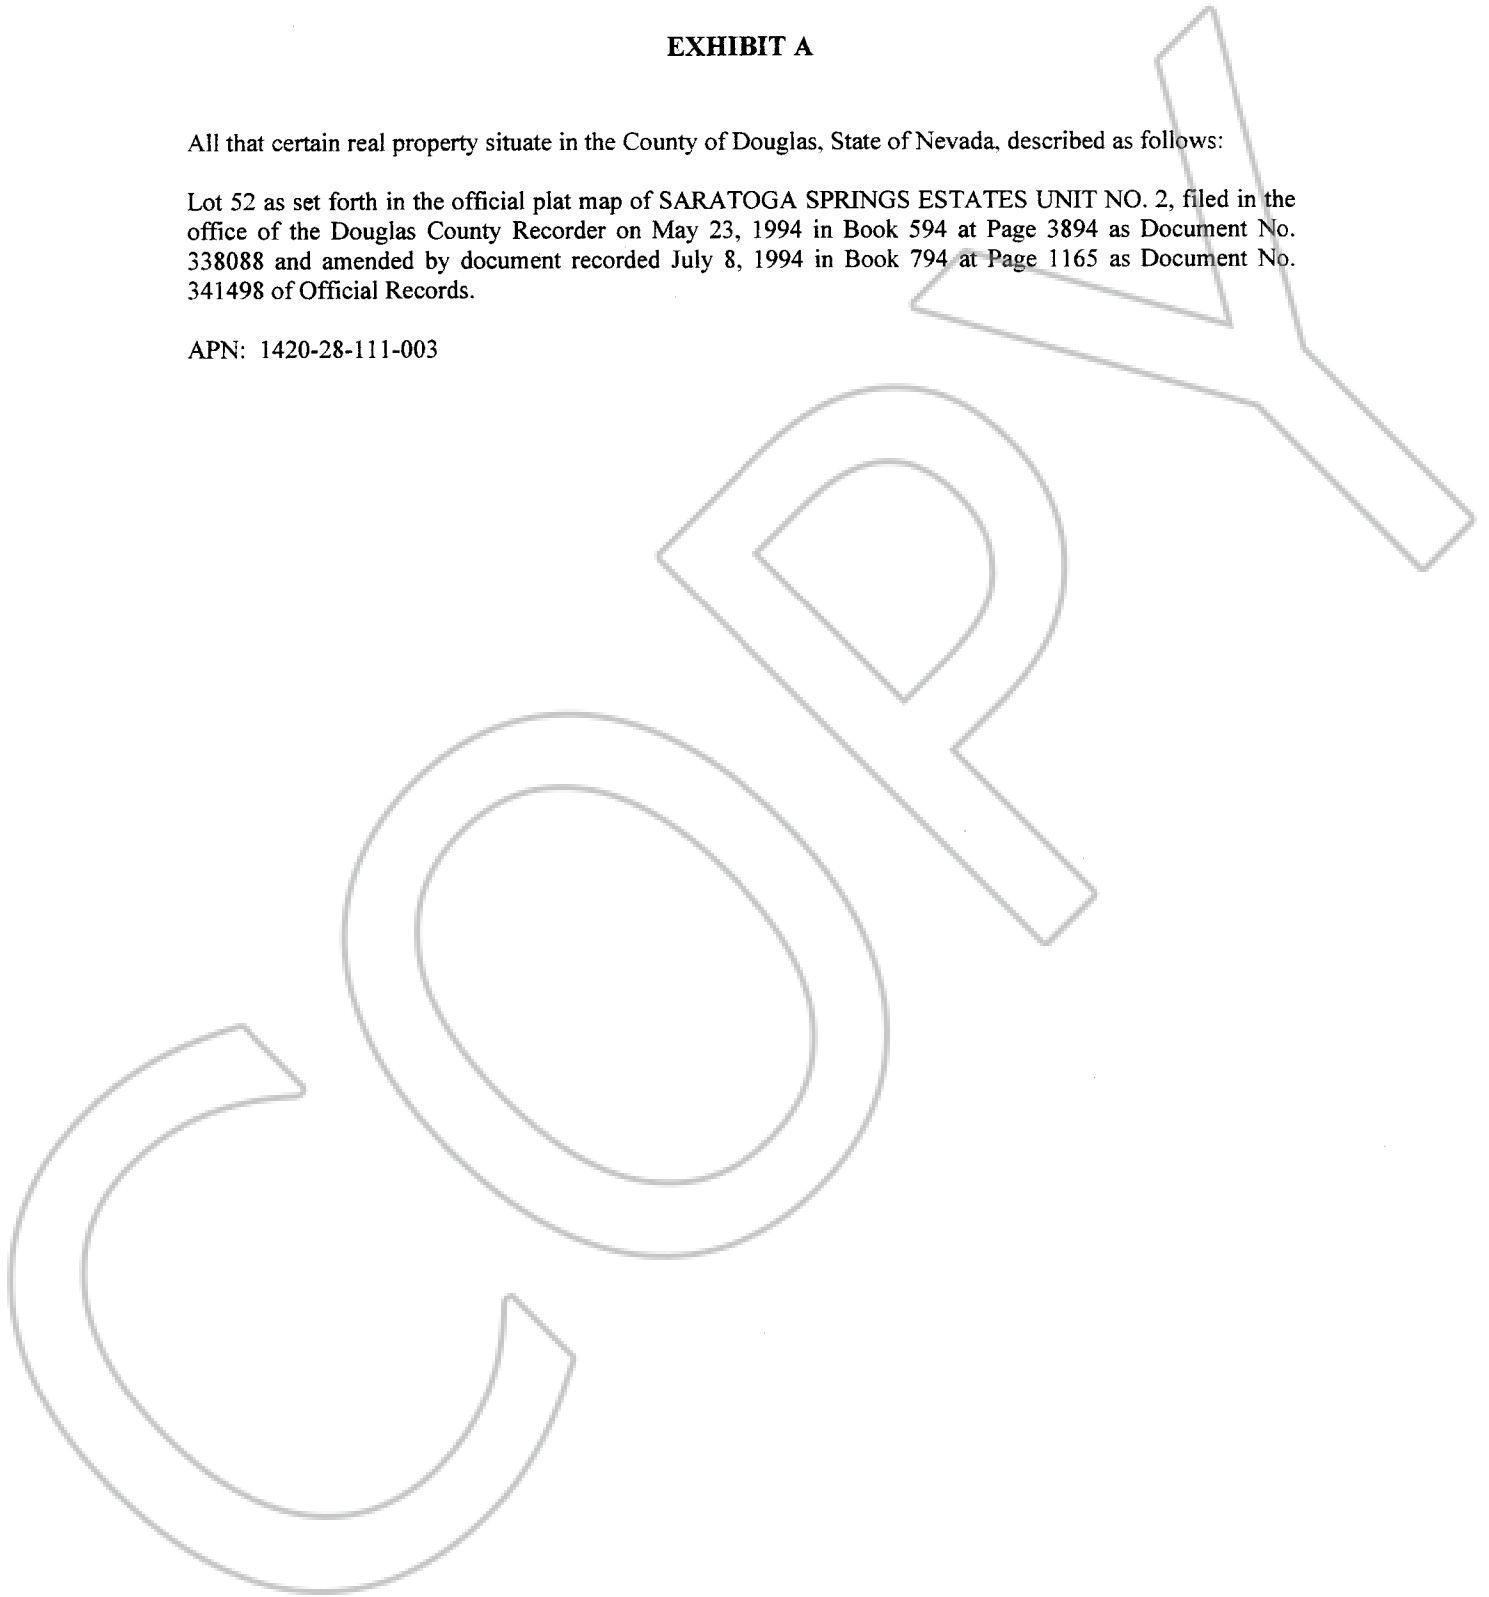 EXHIBIT A
All that certain real property situate in the County of Douglas, State of Nevada, described as follows:
Lot 52 as set forth in the official plat map of SARATOGA SPRINGS ESTATES UNIT NO. 2, filed in the
office of the Douglas County Recorder on May 23, 1994 in Book 594 at Page 3894 as Document No.
338088 and amended by document recorded July 8, 1994 in Book 794 at Page 1165 as Document No.
341498 of Official Records.
APN: 1420-28-111-003
COPY